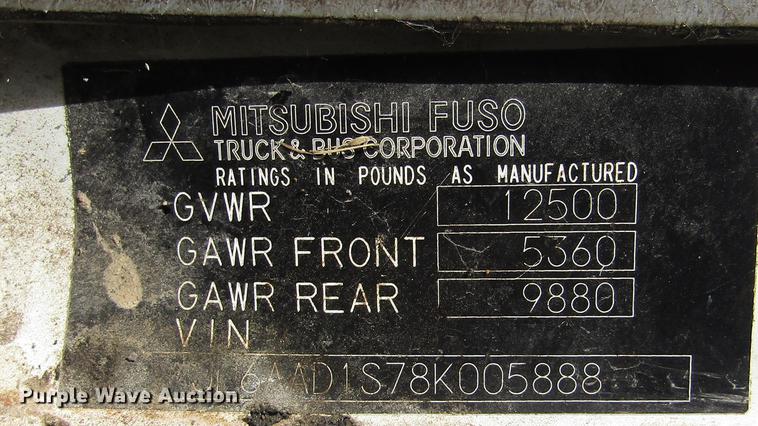 MITSUBISHI FUSO
TRUCK & BUS CORPORATION
RATINGS IN POUNDS AS MANUFACTURED
GVWR 12500
GAWR FRONT 5360
GAWR REAR 9880
VIN
JL6AAD1S78K005888
Purple Wave Auction